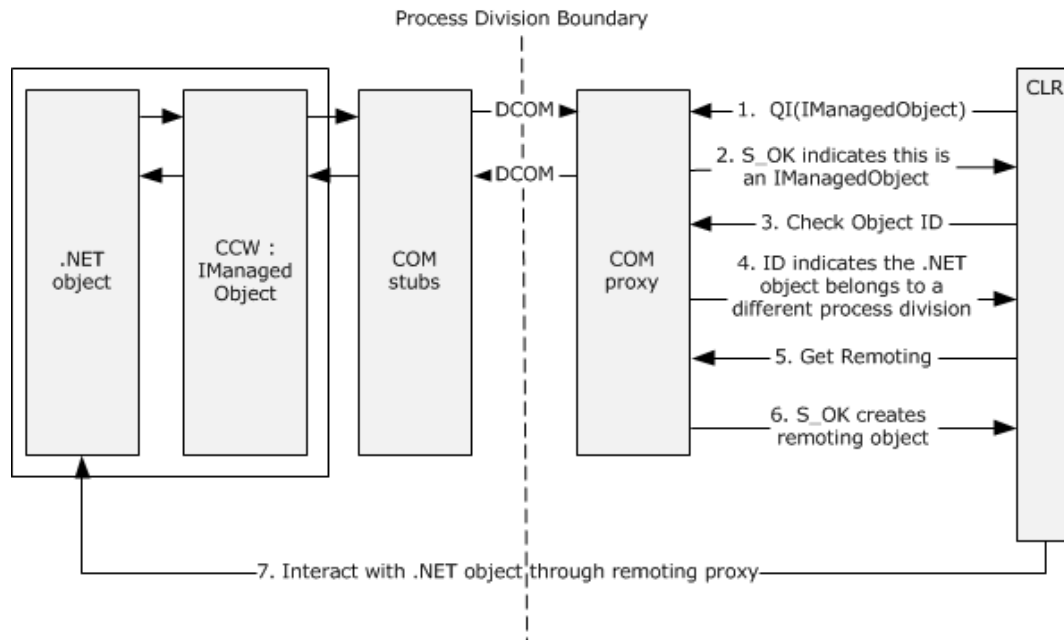 Process Division Boundary
CLR
DCOM
1. QI(IManagedObject)
DCOM
2. S_OK indicates this is
an IManagedObject
3. Check Object ID
.NET
object
CCW :
IManaged
Object
COM
stubs
COM
proxy
4. ID indicates the .NET
object belongs to a
different process division
5. Get Remoting
6. S_OK creates
remoting object
7. Interact with .NET object through remoting proxy